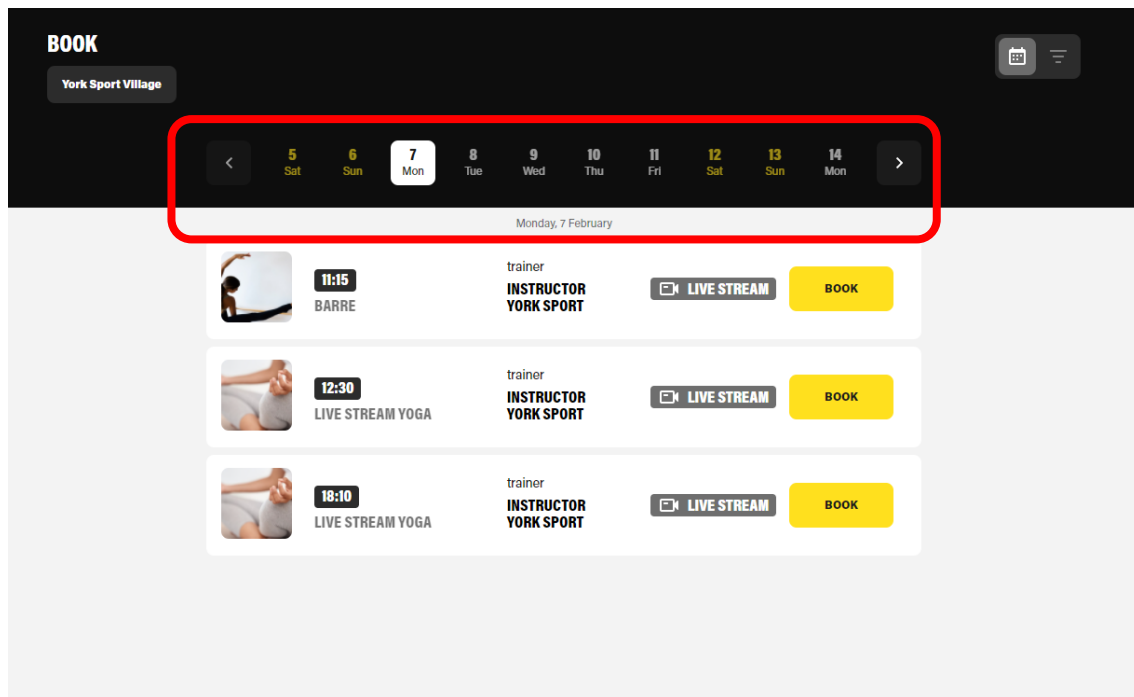 BOOK
York Sport Village
5 6 7 8 9 10 11 12 13 14
Sat Sun Mon Tue Wed Thu Fri Sat Sun Mon
Monday, 7 February
11:15
BARRE
trainer
INSTRUCTOR
YORK SPORT
LIVE STREAM
BOOK
12:30
LIVE STREAM YOGA
trainer
INSTRUCTOR
YORK SPORT
LIVE STREAM
BOOK
18:10
LIVE STREAM YOGA
trainer
INSTRUCTOR
YORK SPORT
LIVE STREAM
BOOK